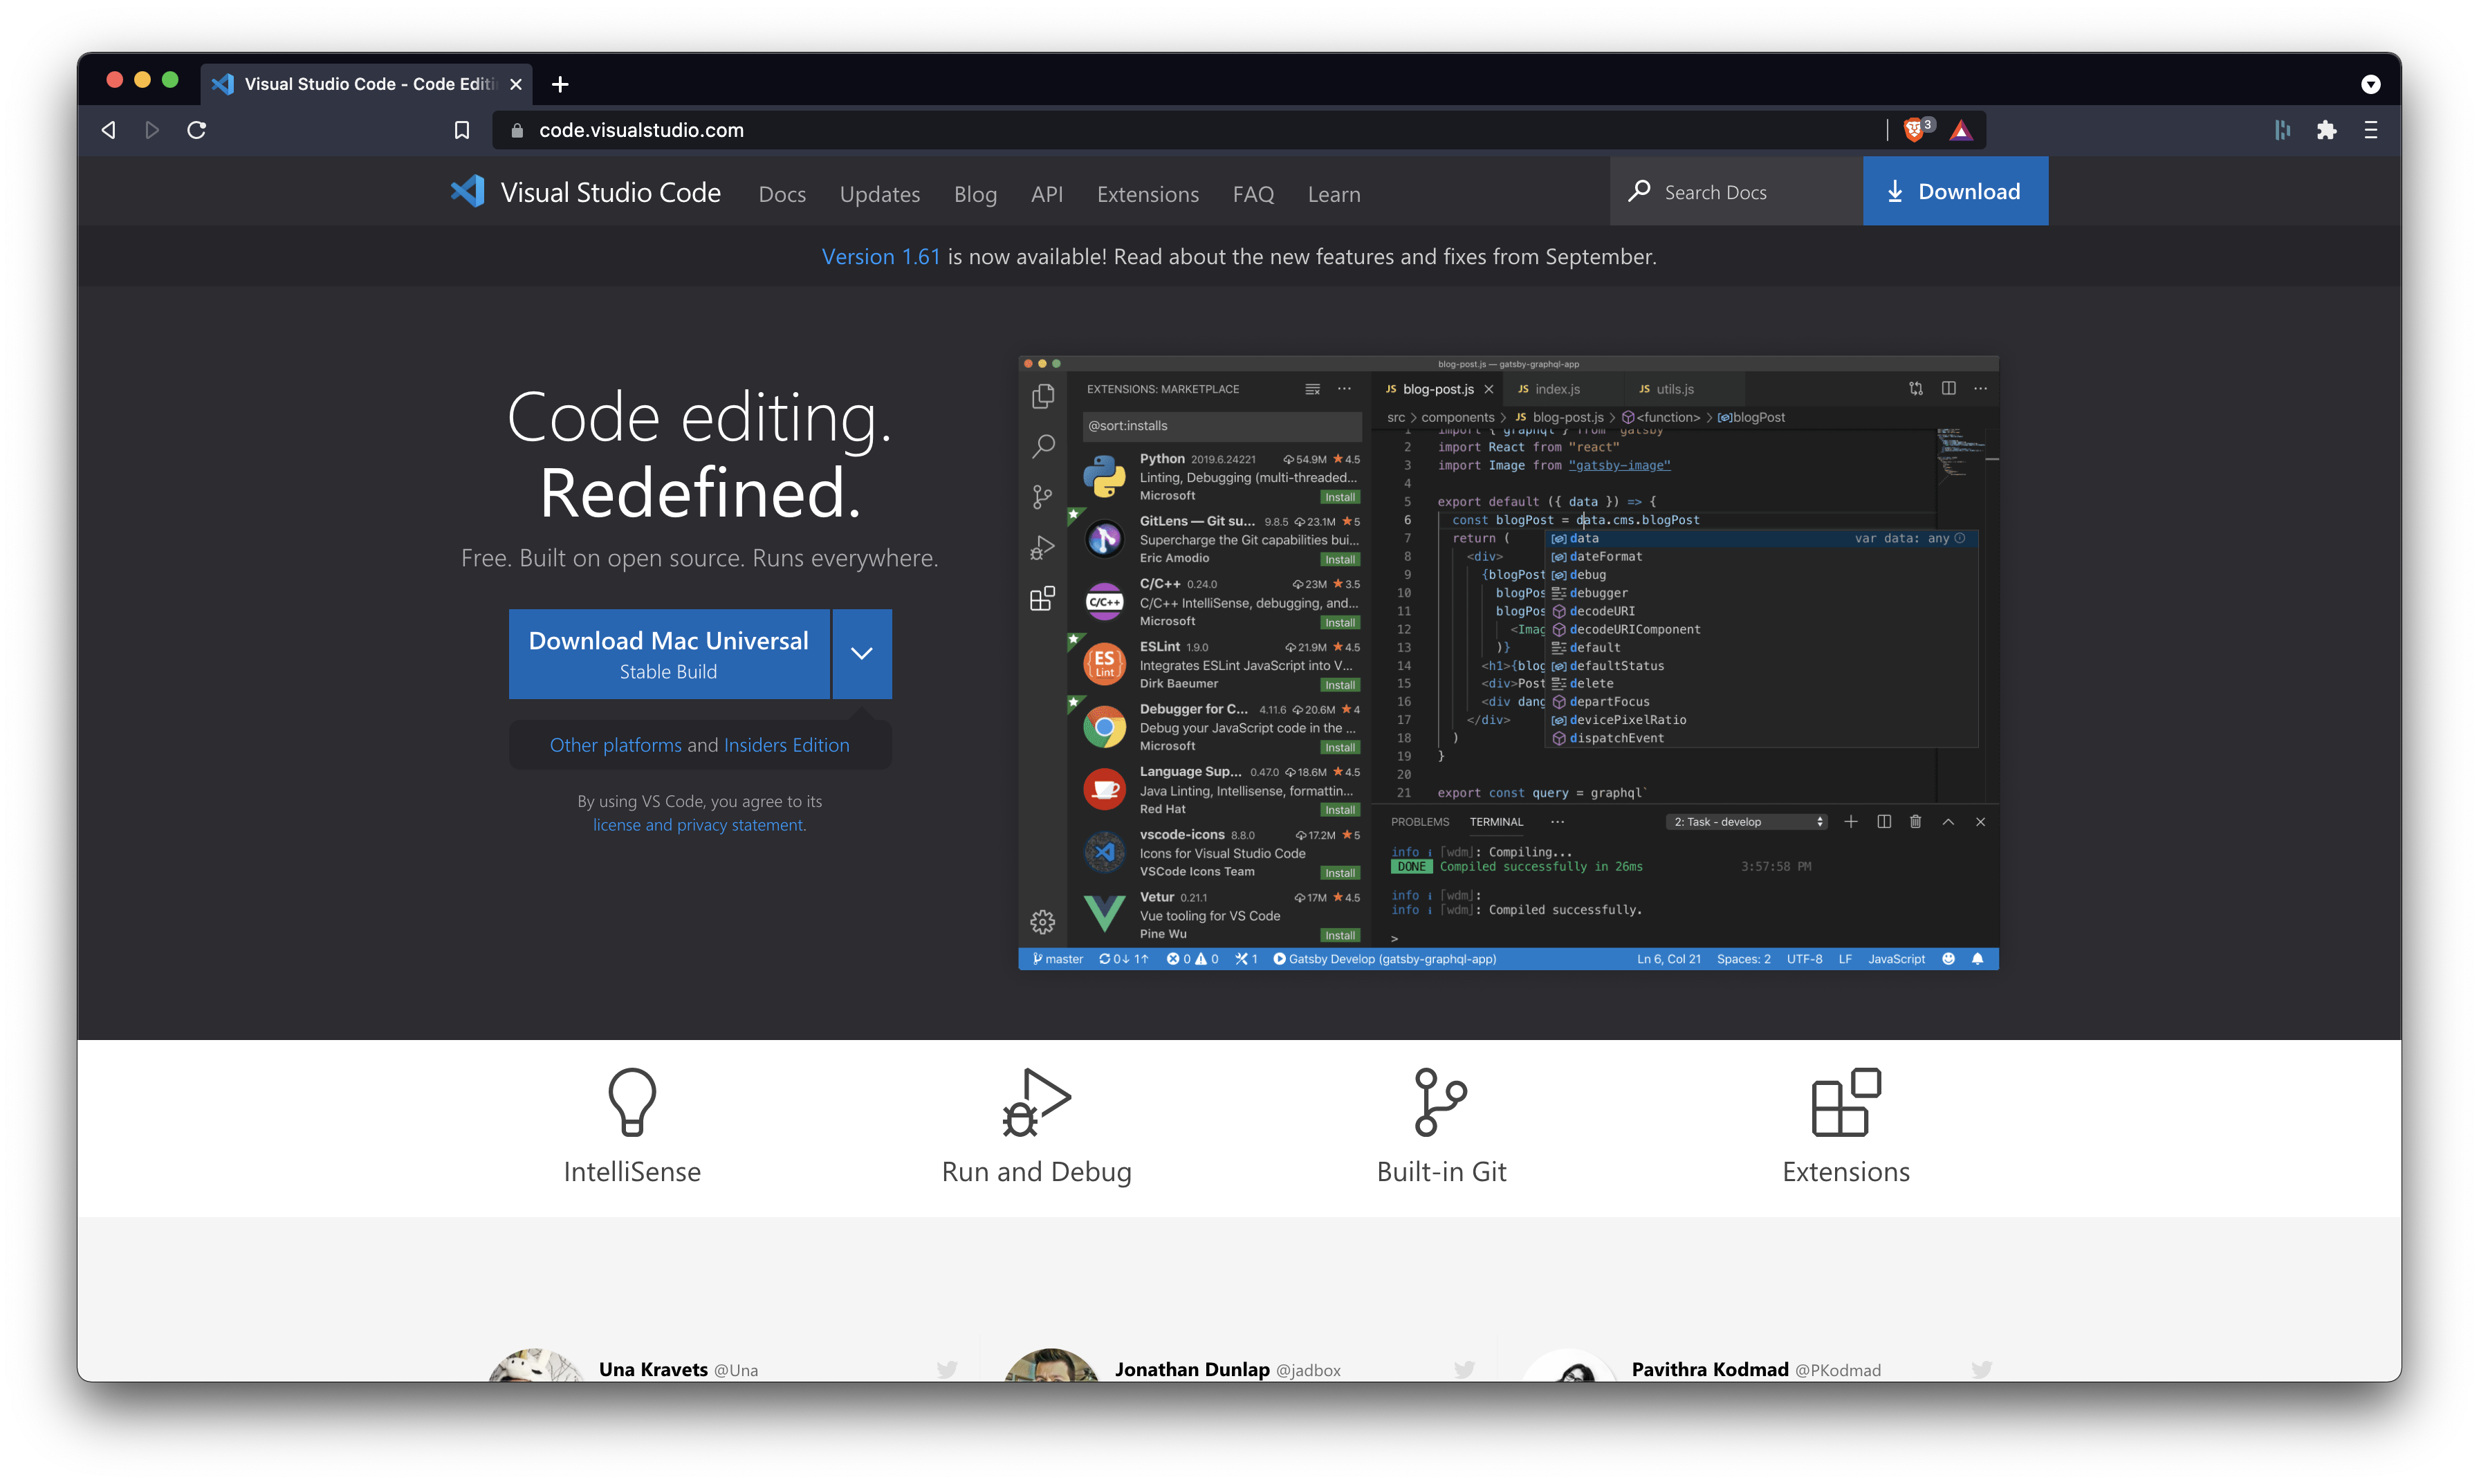 Visual Studio Code - Code Editi
code.visualstudio.com
3
Visual Studio Code Docs Updates Blog API Extensions FAQ Learn Search Docs Download
Version 1.61 is now available! Read about the new features and fixes from September.
Code editing.
Redefined.
Free. Built on open source. Runs everywhere.
Download Mac Universal
Stable Build
Other platforms and Insiders Edition
By using VS Code, you agree to its
license and privacy statement.
blog-post.js — gatsby-graphql-app
EXTENSIONS: MARKETPLACE
@sort:installs
Python 2019.6.24221 54.9M ★4.5
Linting, Debugging (multi-threaded...
Microsoft Install
GitLens — Git su... 9.8.5 23.1M ★5
Supercharge the Git capabilities bui...
Eric Amodio Install
C/C++
C/C++ 0.24.0 23M ★3.5
C/C++ IntelliSense, debugging, and...
Microsoft Install
ES
Lint
ESLint 1.9.0 21.9M ★4.5
Integrates ESLint JavaScript into V...
Dirk Baeumer Install
Debugger for C... 4.11.6 20.6M ★4
Debug your JavaScript code in the ...
Microsoft Install
Language Sup... 0.47.0 18.6M ★4.5
Java Linting, Intellisense, formattin...
Red Hat Install
vscode-icons 8.8.0 17.2M ★5
Icons for Visual Studio Code
VSCode Icons Team Install
Vetur 0.21.1 17M ★4.5
Vue tooling for VS Code
Pine Wu Install
JS blog-post.js JS index.js JS utils.js
src > components > JS blog-post.js > <function> > blogPost
1 import { graphql } from "gatsby"
2 import React from "react"
3 import Image from "gatsby-image"
4
5 export default ({ data }) => {
6 const blogPost = data.cms.blogPost
7 return (
8 <div>
9 {blogPost
10 blogPos
11 blogPos
12 <Imag
13 )}
14 <h1>{blog
15 <div>Post
16 <div dang
17 </div>
18 )
19 }
20
21 export const query = graphql`
data var data: any
dateFormat
debug
debugger
decodeURI
decodeURIComponent
default
defaultStatus
delete
departFocus
devicePixelRatio
dispatchEvent
PROBLEMS TERMINAL ... 2: Task - develop
info i ｢wdm｣: Compiling...
DONE Compiled successfully in 26ms 3:57:58 PM
info i ｢wdm｣:
info i ｢wdm｣: Compiled successfully.
>
master 0↓ 1↑ 0 0 1 Gatsby Develop (gatsby-graphql-app) Ln 6, Col 21 Spaces: 2 UTF-8 LF JavaScript
IntelliSense Run and Debug Built-in Git Extensions
Una Kravets @Una Jonathan Dunlap @jadbox Pavithra Kodmad @PKodmad